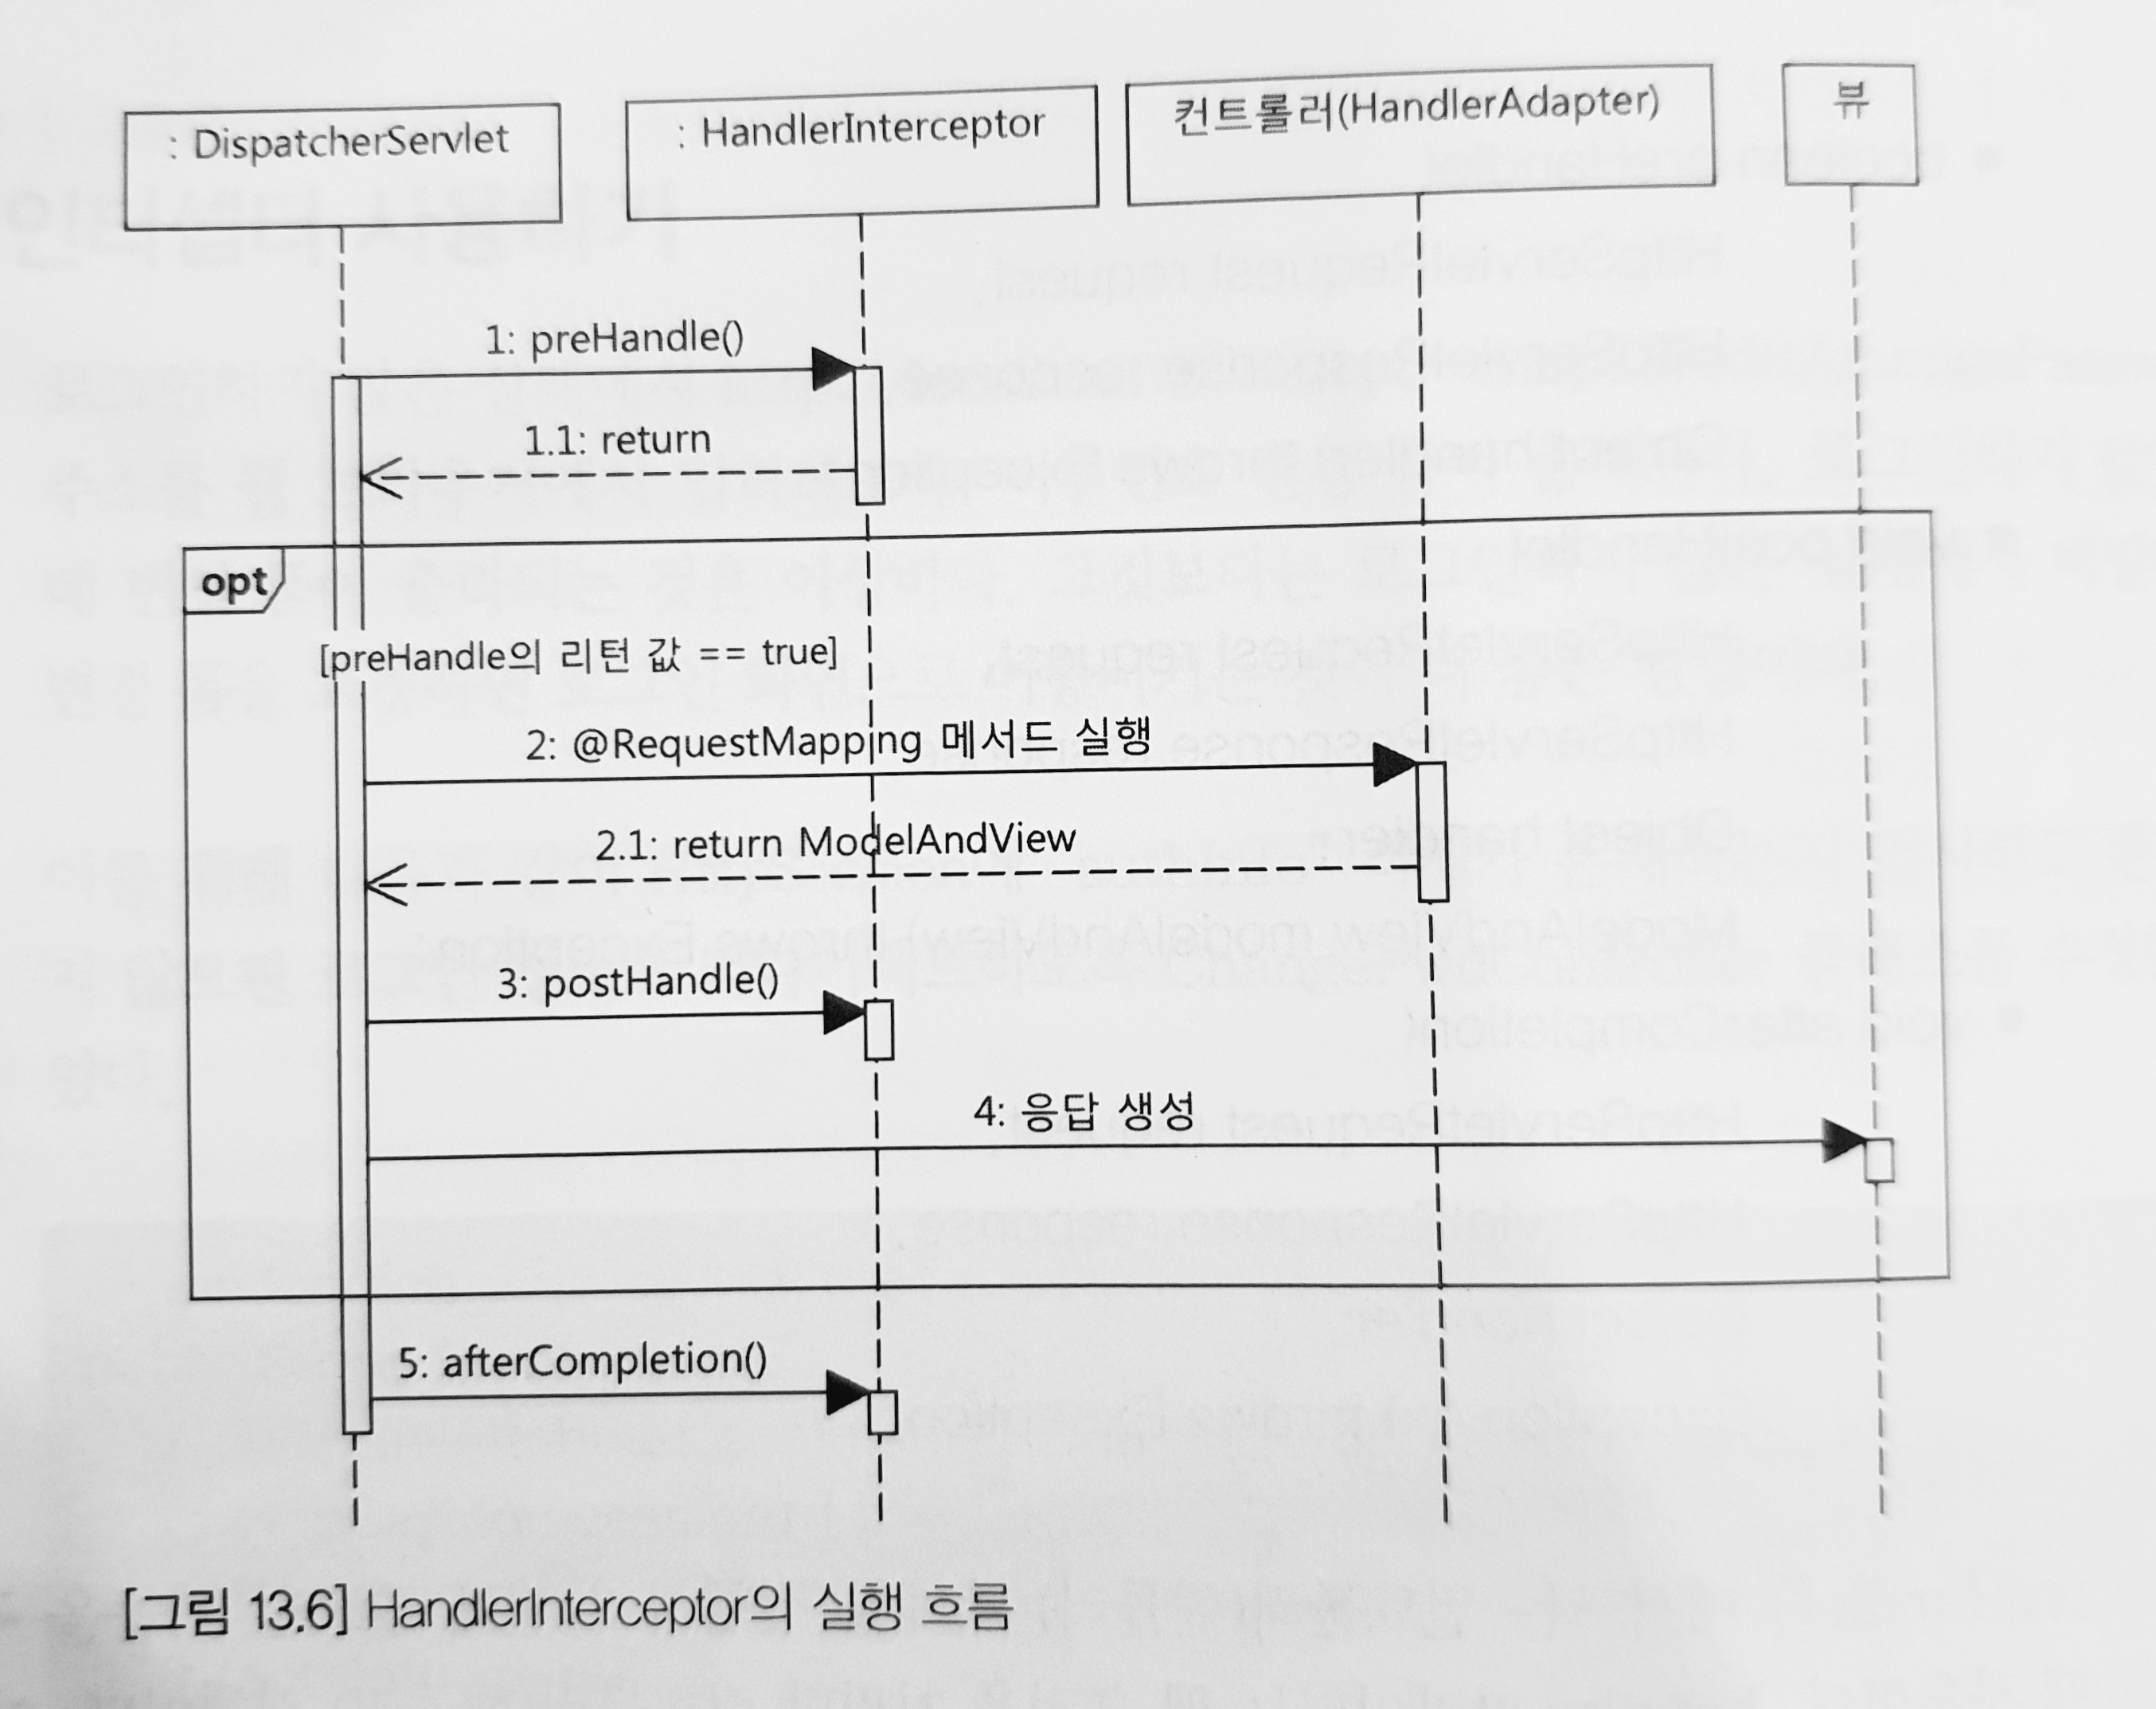 : DispatcherServlet
: HandlerInterceptor
컨트롤러(HandlerAdapter)
뷰
1: preHandle()
1.1: return
opt
[preHandle의 리턴 값 == true]
2: @RequestMapping 메서드 실행
2.1: return ModelAndView
3: postHandle()
4: 응답 생성
5: afterCompletion()
[그림 13.6] HandlerInterceptor의 실행 흐름